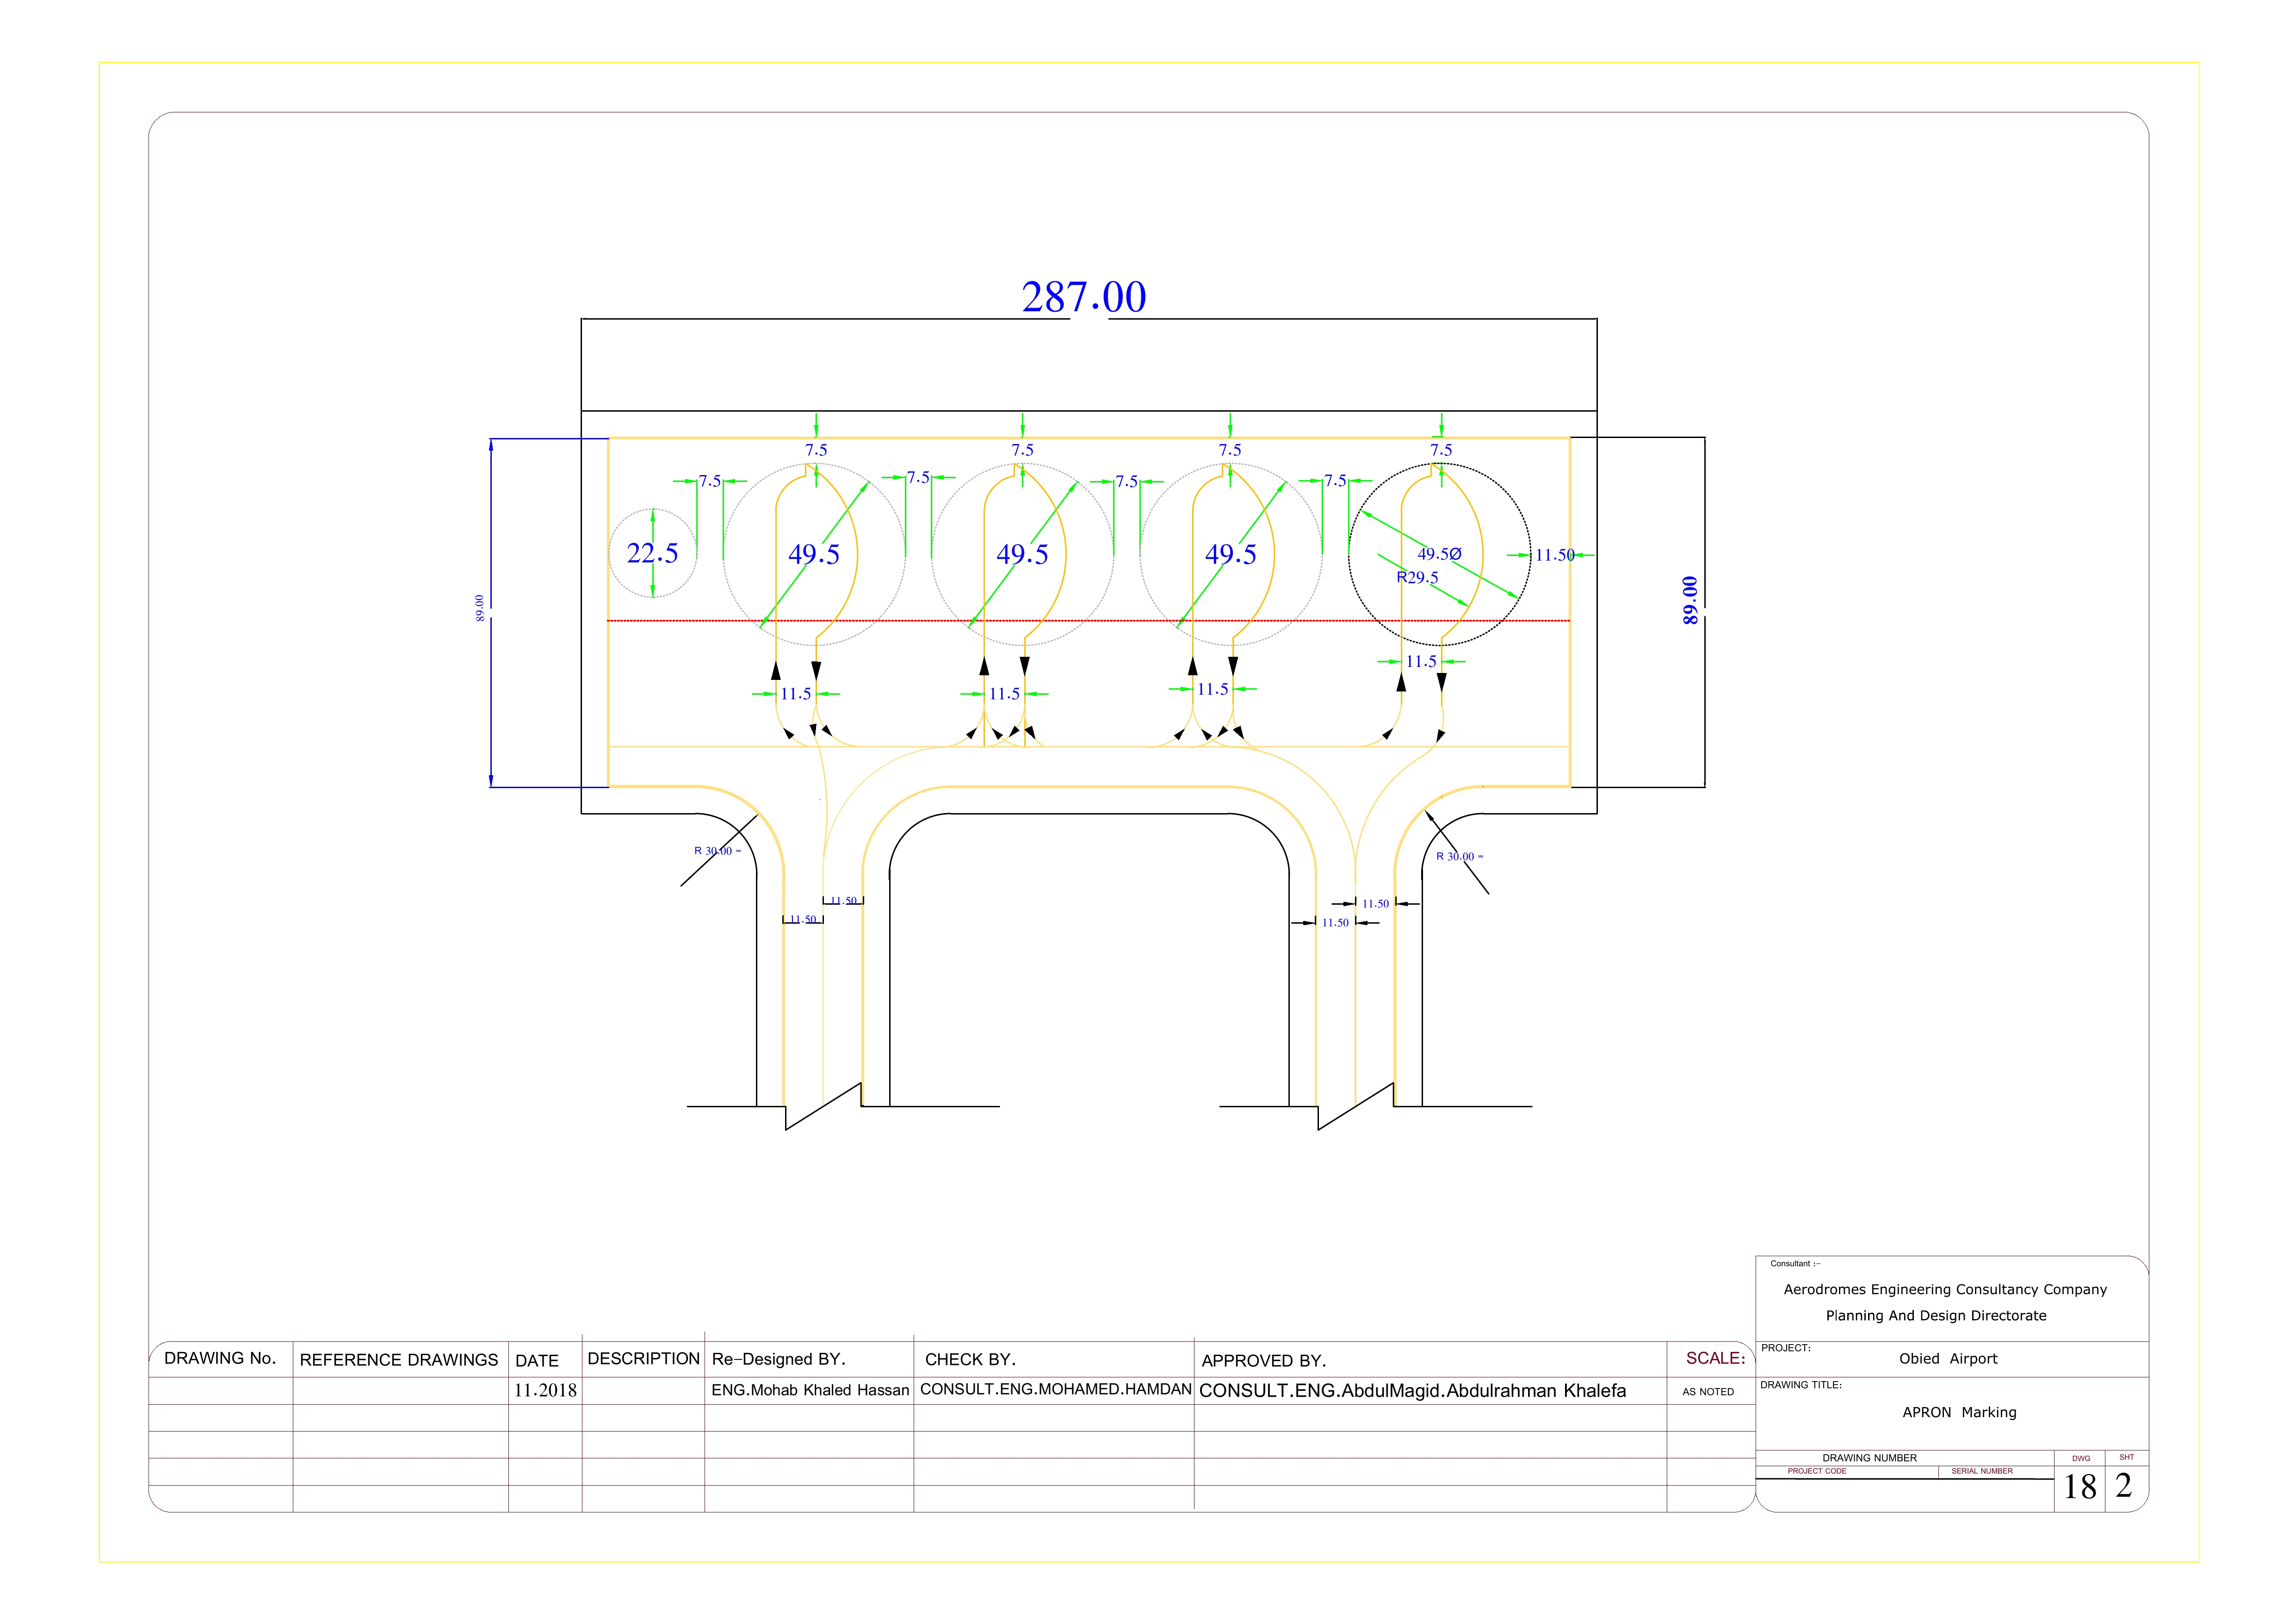 287.00
7.5
7.5
7.5
7.5
7.5
7.5
7.5
7.5
22.5
49.5
49.5
49.5
49.5Ø
R29.5
11.50
89.00
89.00
11.5
11.5
11.5
11.5
R 30.00 =
R 30.00 =
11.50
11.50
11.50
11.50
Consultant :-
Aerodromes Engineering Consultancy Company
Planning And Design Directorate
PROJECT:
Obied Airport
DRAWING TITLE:
APRON Marking
DRAWING NUMBER
PROJECT CODE
SERIAL NUMBER
DWG
SHT
18
2
DRAWING No.
REFERENCE DRAWINGS
DATE
DESCRIPTION
Re-Designed BY.
CHECK BY.
APPROVED BY.
SCALE:
11.2018
ENG.Mohab Khaled Hassan
CONSULT.ENG.MOHAMED.HAMDAN
CONSULT.ENG.AbdulMagid.Abdulrahman Khalefa
AS NOTED